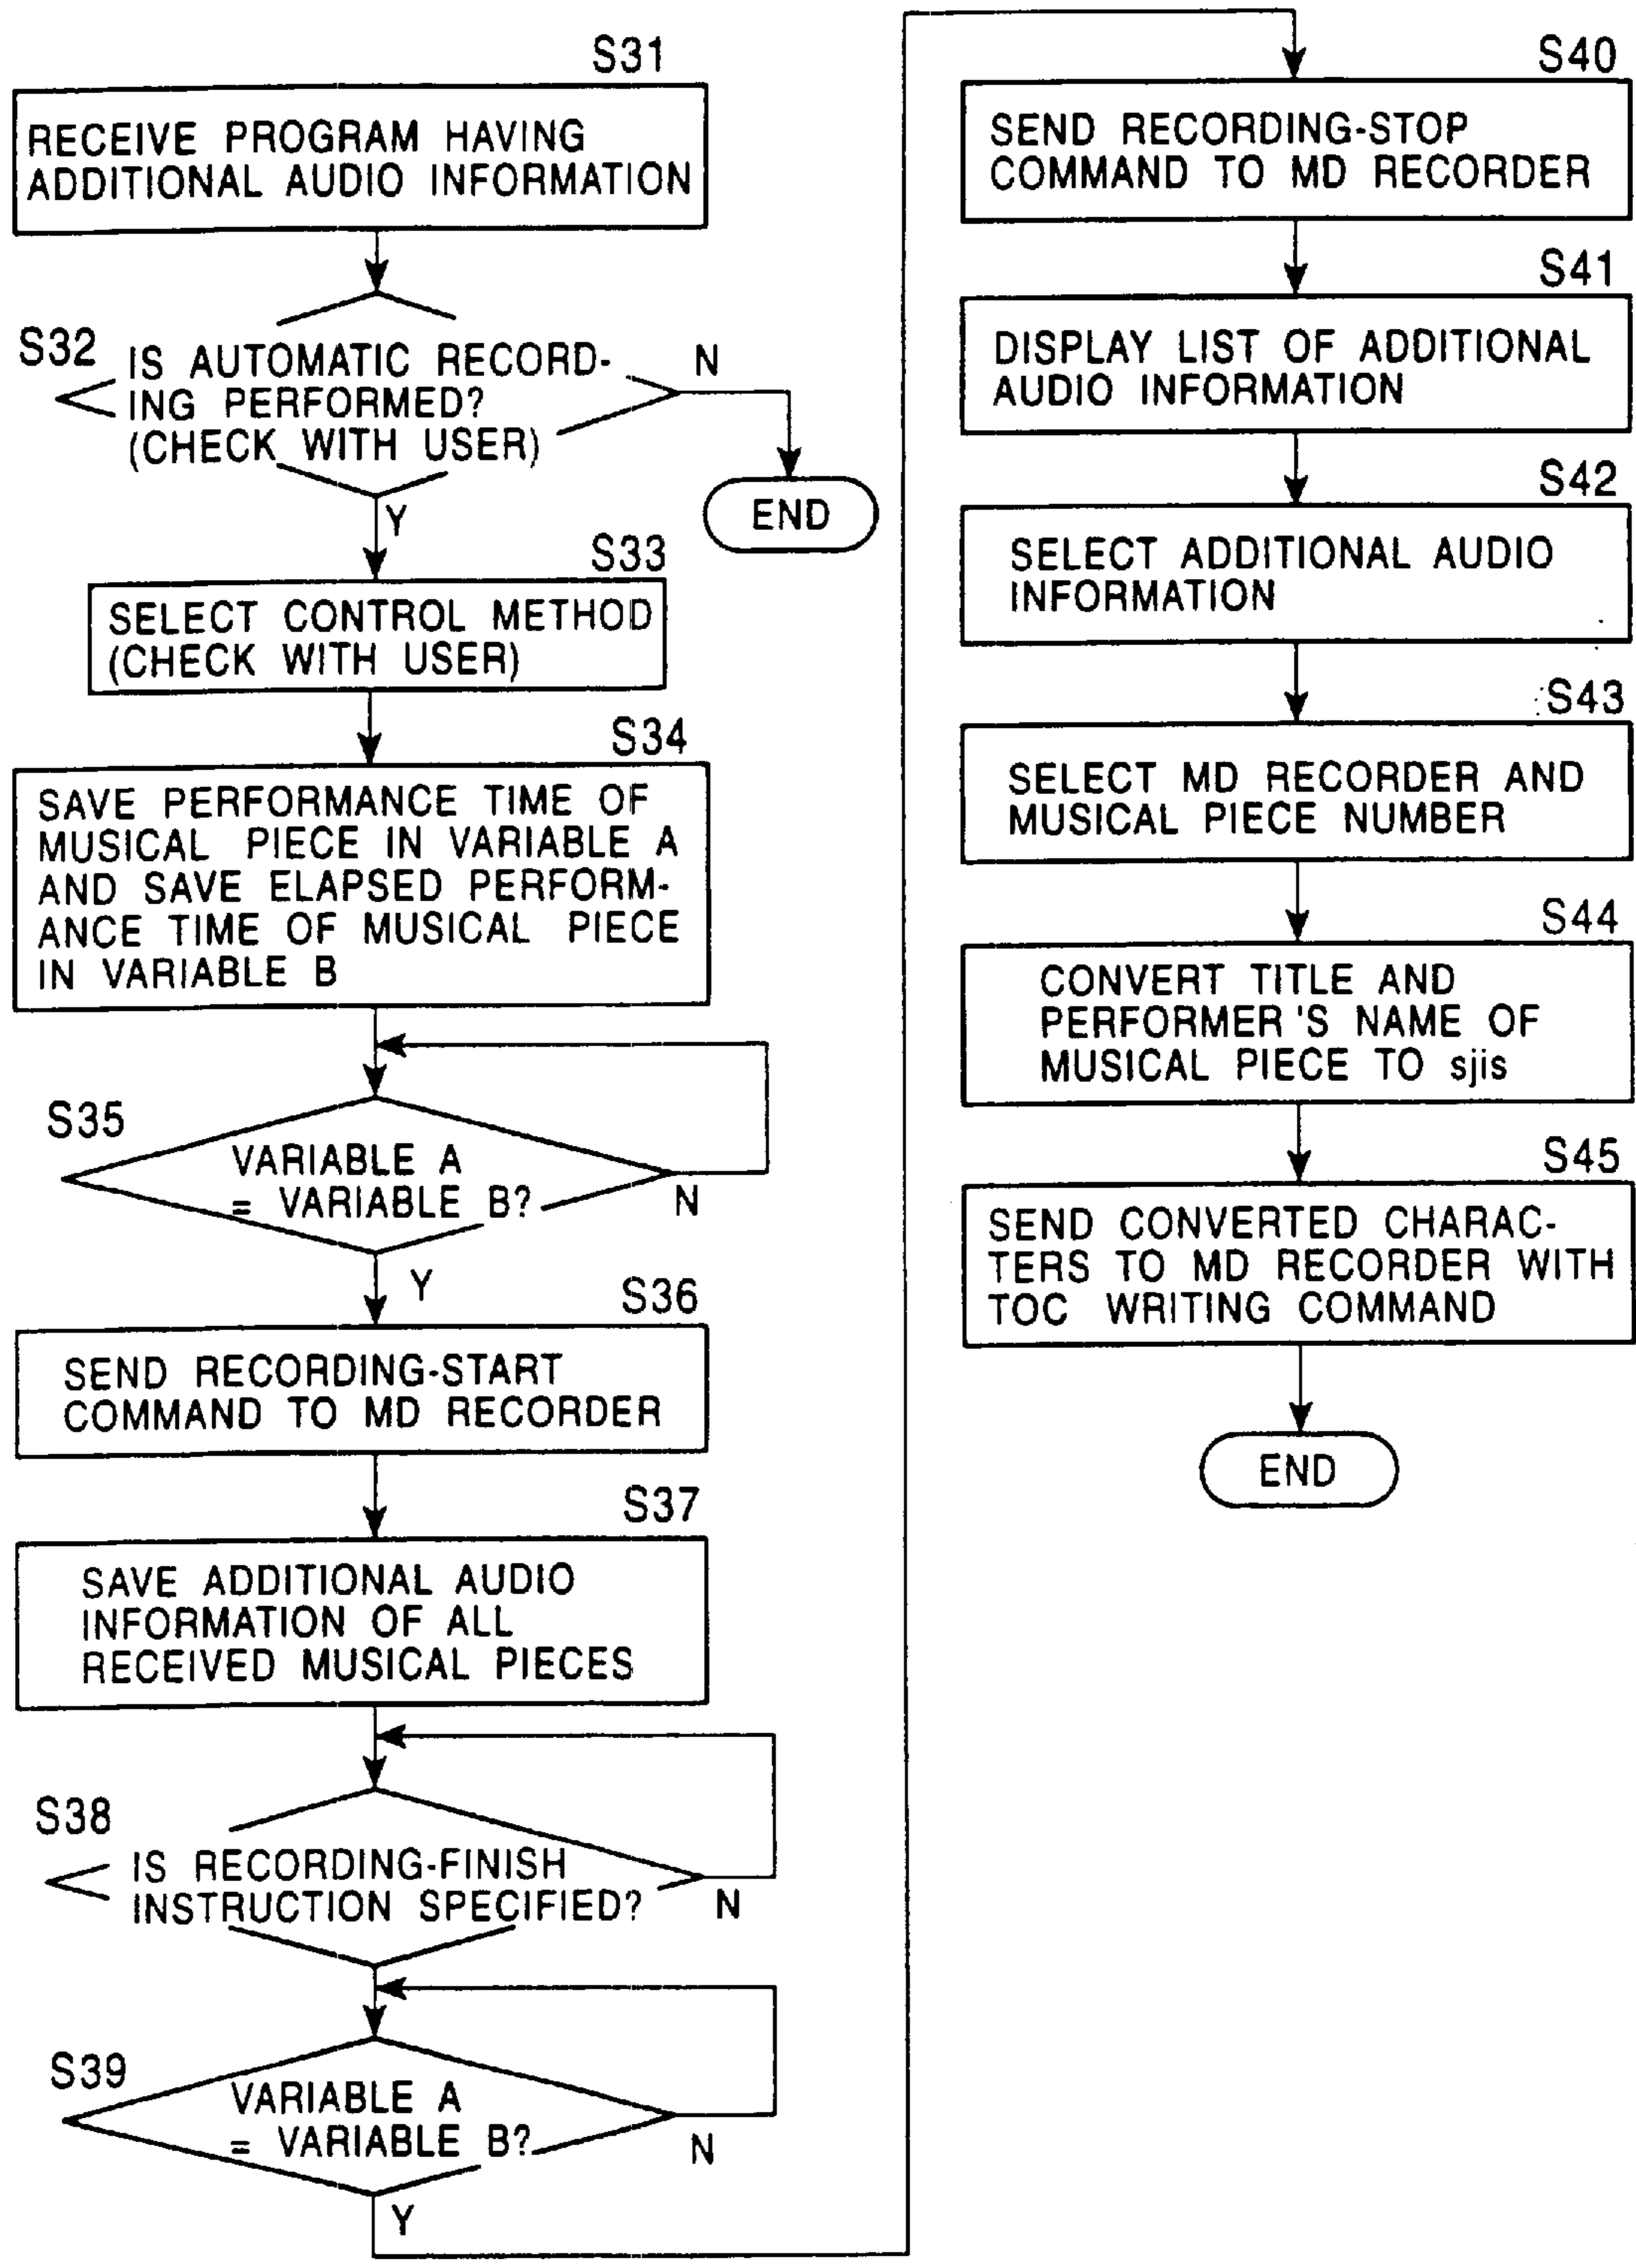 S31
RECEIVE PROGRAM HAVING
ADDITIONAL AUDIO INFORMATION
S32
IS AUTOMATIC RECORD-
ING PERFORMED?
(CHECK WITH USER)
N
END
Y
S33
SELECT CONTROL METHOD
(CHECK WITH USER)
S34
SAVE PERFORMANCE TIME OF
MUSICAL PIECE IN VARIABLE A
AND SAVE ELAPSED PERFORM-
ANCE TIME OF MUSICAL PIECE
IN VARIABLE B
S35
VARIABLE A
= VARIABLE B?
N
Y
S36
SEND RECORDING-START
COMMAND TO MD RECORDER
S37
SAVE ADDITIONAL AUDIO
INFORMATION OF ALL
RECEIVED MUSICAL PIECES
S38
IS RECORDING-FINISH
INSTRUCTION SPECIFIED?
N
S39
VARIABLE A
= VARIABLE B?
N
Y
S40
SEND RECORDING-STOP
COMMAND TO MD RECORDER
S41
DISPLAY LIST OF ADDITIONAL
AUDIO INFORMATION
S42
SELECT ADDITIONAL AUDIO
INFORMATION
S43
SELECT MD RECORDER AND
MUSICAL PIECE NUMBER
S44
CONVERT TITLE AND
PERFORMER'S NAME OF
MUSICAL PIECE TO sjis
S45
SEND CONVERTED CHARAC-
TERS TO MD RECORDER WITH
TOC WRITING COMMAND
END